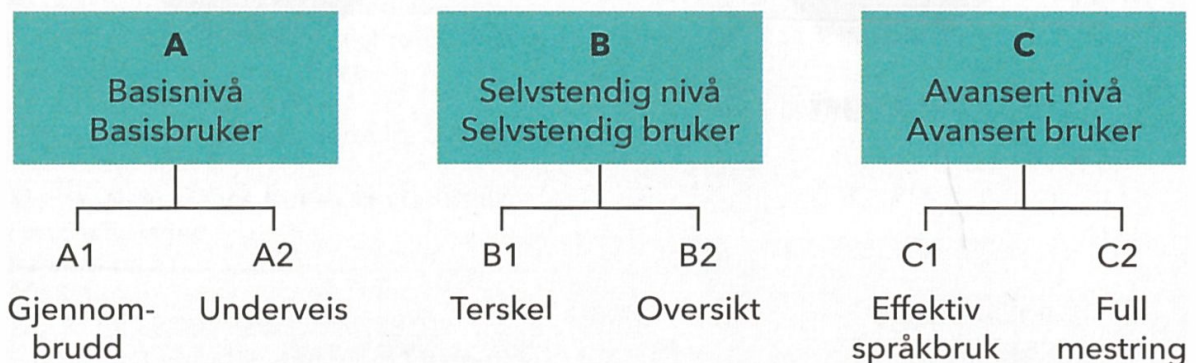 A
Basisnivå
Basisbruker
B
Selvstendig nivå
Selvstendig bruker
C
Avansert nivå
Avansert bruker
A1
A2
B1
B2
C1
C2
Gjennom-
brudd
Underveis
Terskel
Oversikt
Effektiv
språkbruk
Full
mestring